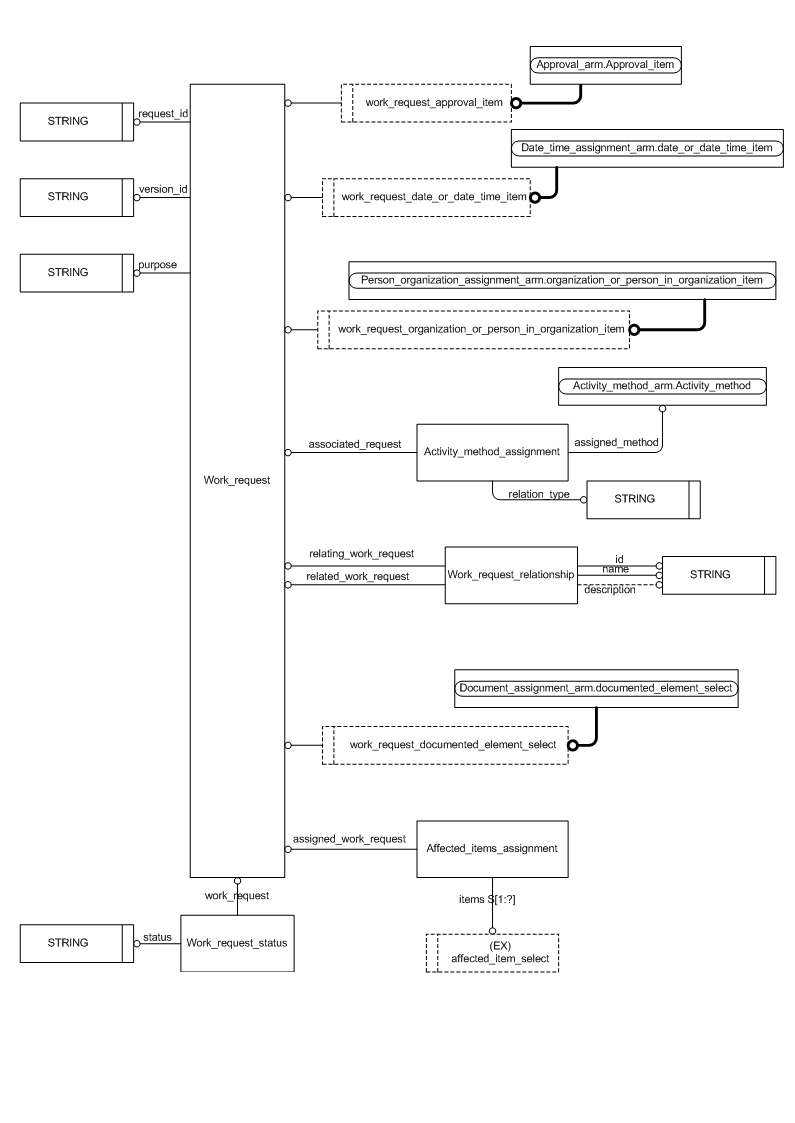 Approval_arm.Approval_item
work_request_approval_item
STRING
request_id
Date_time_assignment_arm.date_or_date_time_item
STRING
version_id
work_request_date_or_date_time_item
STRING
purpose
Person_organization_assignment_arm.organization_or_person_in_organization_item
work_request_organization_or_person_in_organization_item
Activity_method_arm.Activity_method
associated_request
Activity_method_assignment
assigned_method
Work_request
relation_type
STRING
relating_work_request
related_work_request
Work_request_relationship
id
name
description
STRING
Document_assignment_arm.documented_element_select
work_request_documented_element_select
assigned_work_request
Affected_items_assignment
work_request
items S[1:?]
STRING
status
Work_request_status
(EX)
affected_item_select